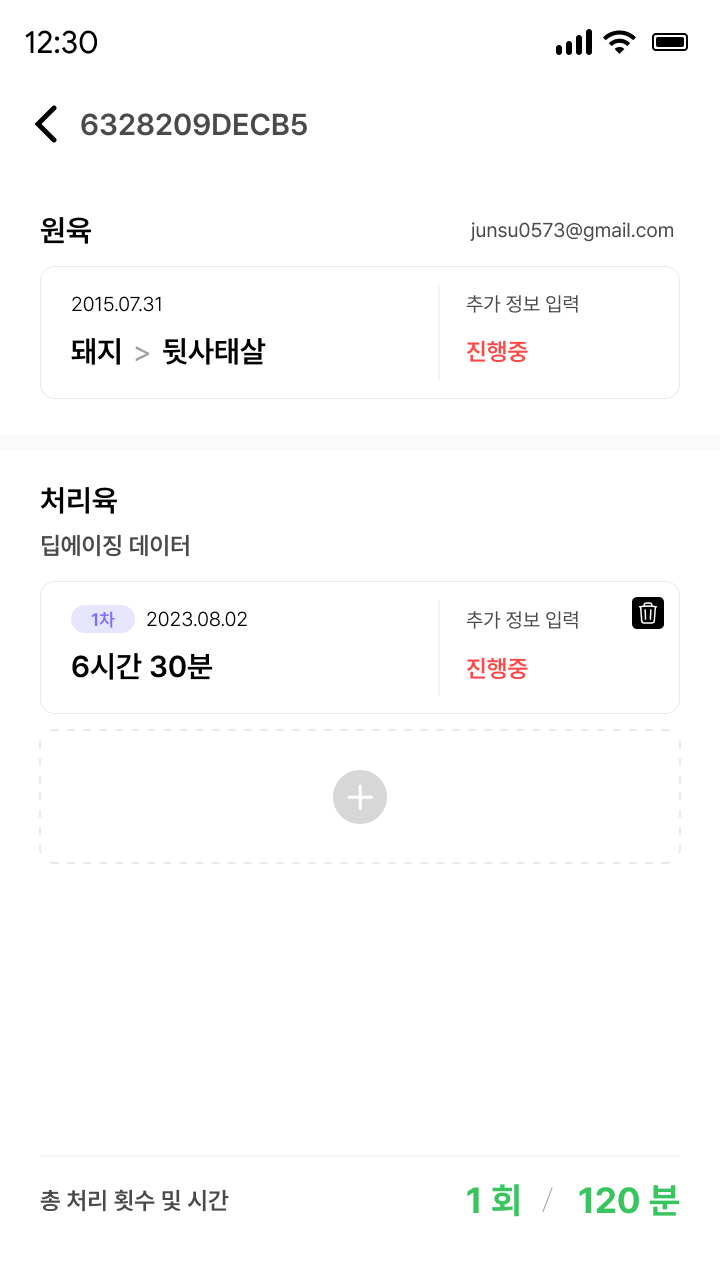 12:30
6328209DECB5
원육
junsu0573@gmail.com
2015.07.31
추가 정보 입력
돼지 > 뒷사태살
진행중
처리육
딥에이징 데이터
1차 2023.08.02
추가 정보 입력
6시간 30분
진행중
총 처리 횟수 및 시간
1 회 / 120 분